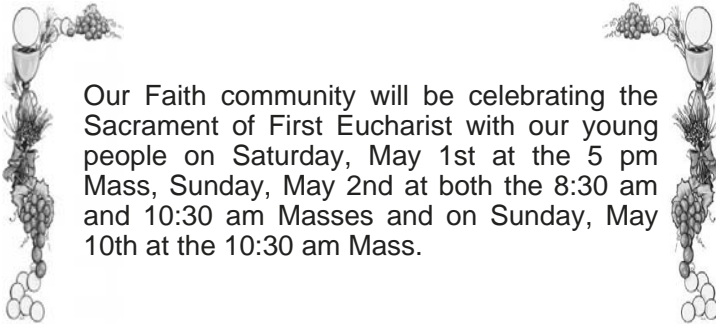 Our Faith community will be celebrating the
Sacrament of First Eucharist with our young
people on Saturday, May 1st at the 5 pm
Mass, Sunday, May 2nd at both the 8:30 am
and 10:30 am Masses and on Sunday, May
10th at the 10:30 am Mass.